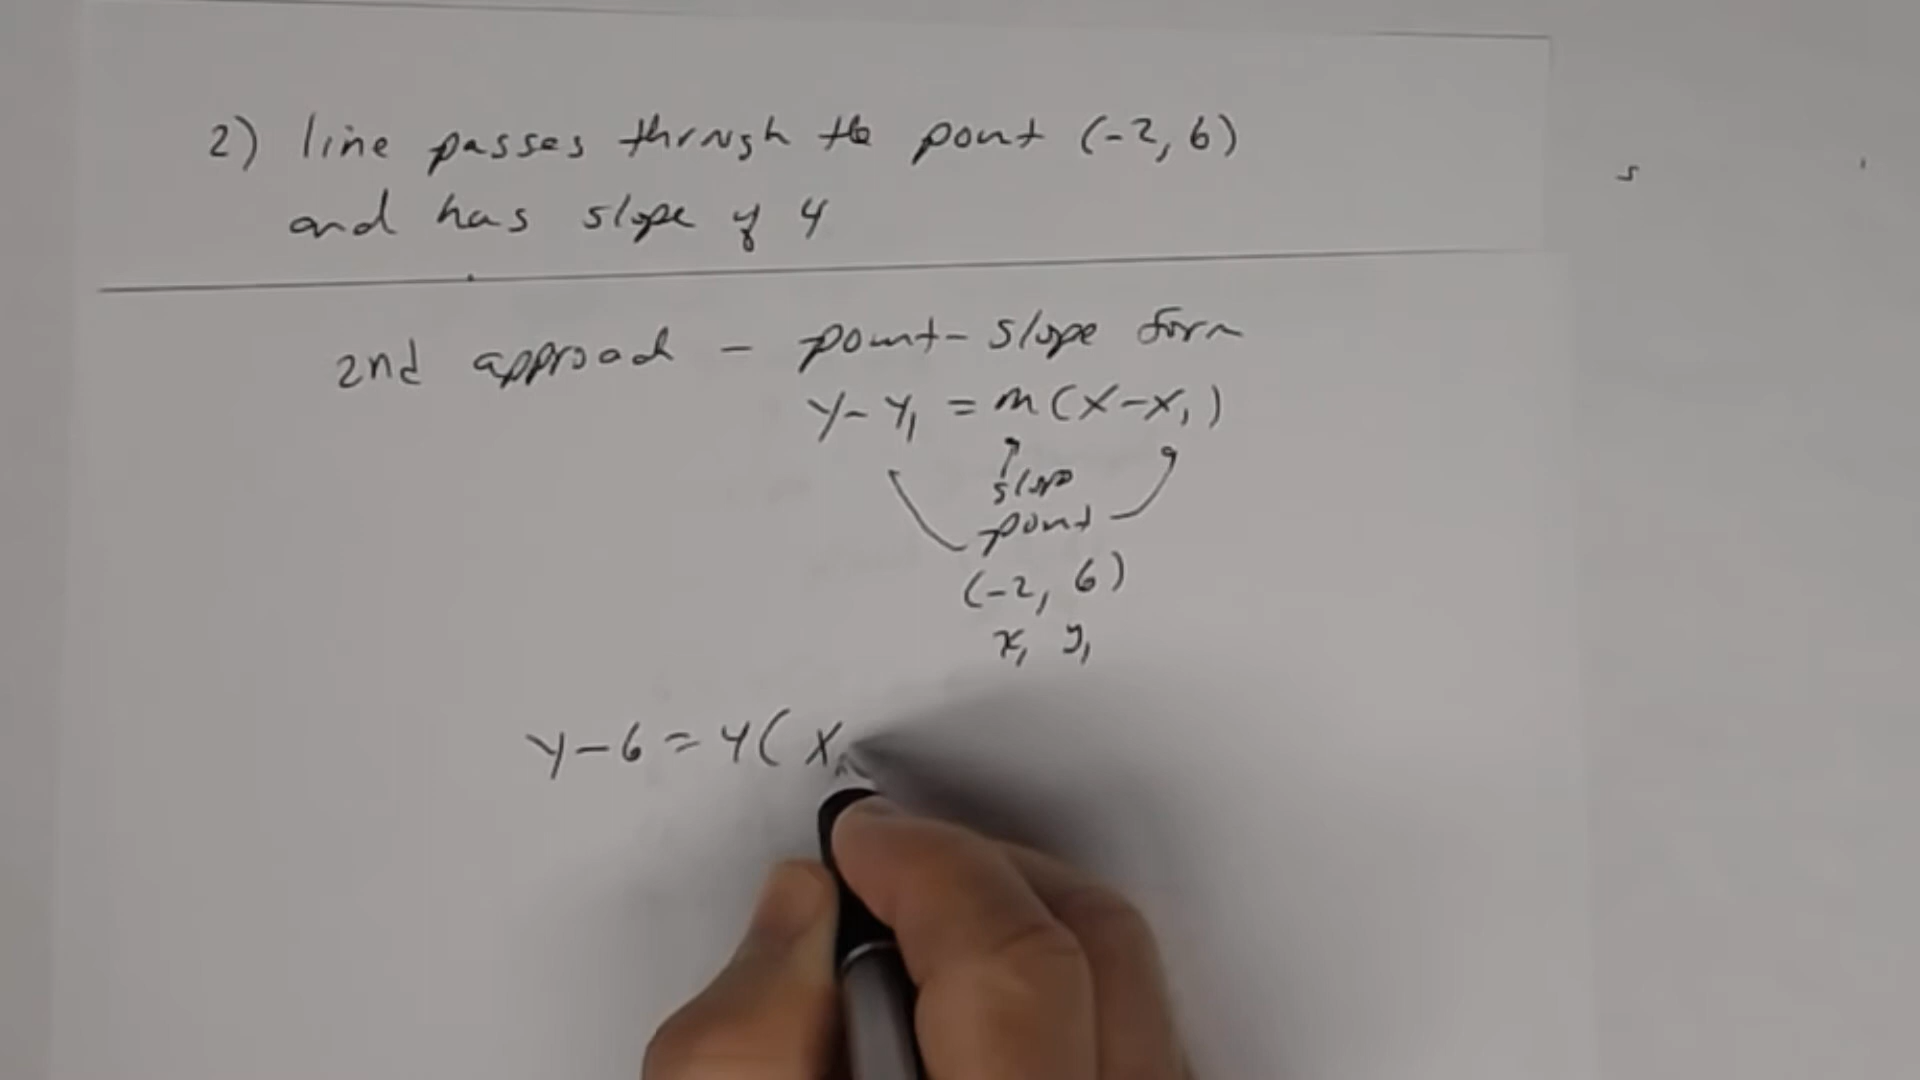 2) line passes through the point (-2, 6)
and has slope of 4
2nd approach - point-slope form
y - y₁ = m(x - x₁)
slope
point
(-2, 6)
x₁ y₁
y - 6 = 4( x
s